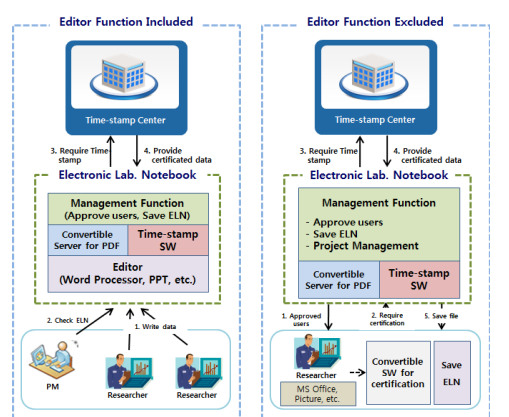 Editor Function Included
Time-stamp Center
3. Require Time-
stamp
4. Provide
certificated data
Electronic Lab. Notebook
Management Function
(Approve users, Save ELN)
Convertible
Server for PDF
Time-stamp
SW
Editor
(Word Processor, PPT, etc.)
2. Check ELN
1. Write data
PM
Researcher
Researcher
Editor Function Excluded
Time-stamp Center
3. Require Time-
stamp
4. Provide
certificated data
Electronic Lab. Notebook
Management Function
- Approve users
- Save ELN
- Project Management
Convertible
Server for PDF
Time-stamp
SW
1. Approved
users
2. Require
certification
5. Save file
Researcher
MS Office,
Picture, etc.
Convertible
SW for
certification
Save
ELN